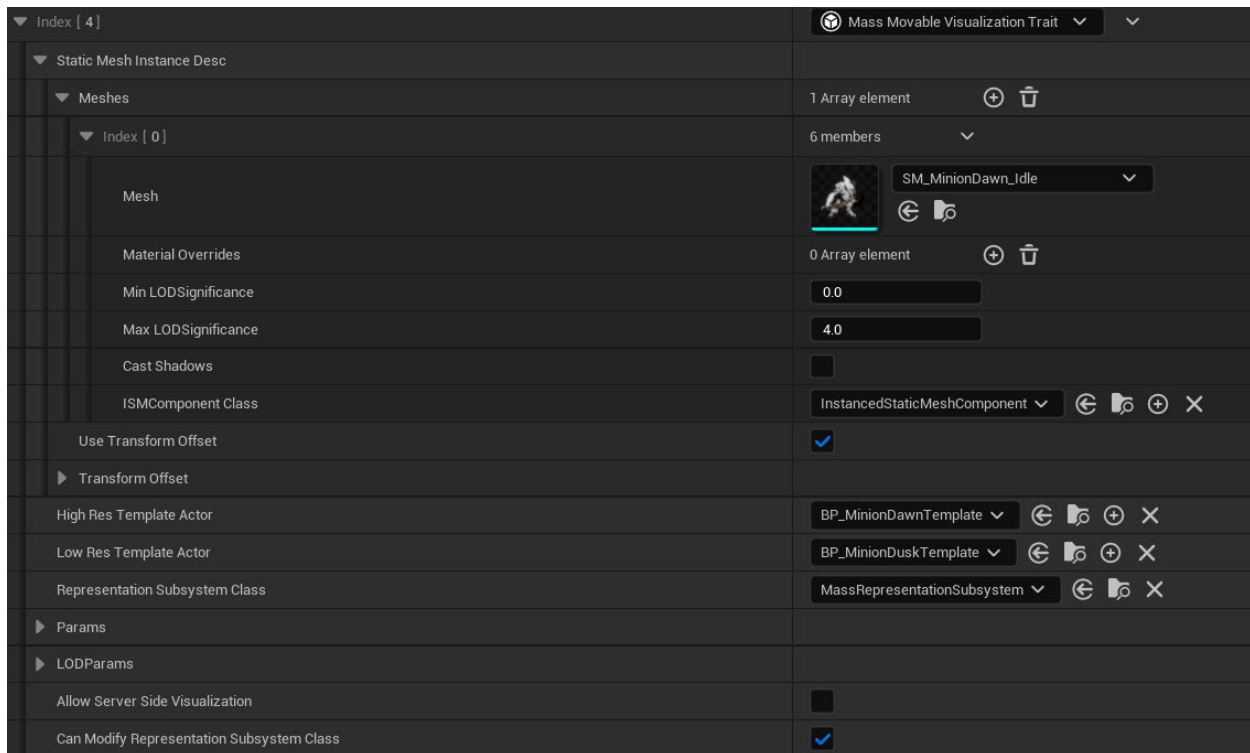 Index [ 4 ] Mass Movable Visualization Trait
Static Mesh Instance Desc
Meshes 1 Array element
Index [ 0 ] 6 members
Mesh SM_MinionDawn_Idle
Material Overrides 0 Array element
Min LODSignificance 0.0
Max LODSignificance 4.0
Cast Shadows
ISMComponent Class InstancedStaticMeshComponent
Use Transform Offset
Transform Offset
High Res Template Actor BP_MinionDawnTemplate
Low Res Template Actor BP_MinionDuskTemplate
Representation Subsystem Class MassRepresentationSubsystem
Params
LODParams
Allow Server Side Visualization
Can Modify Representation Subsystem Class